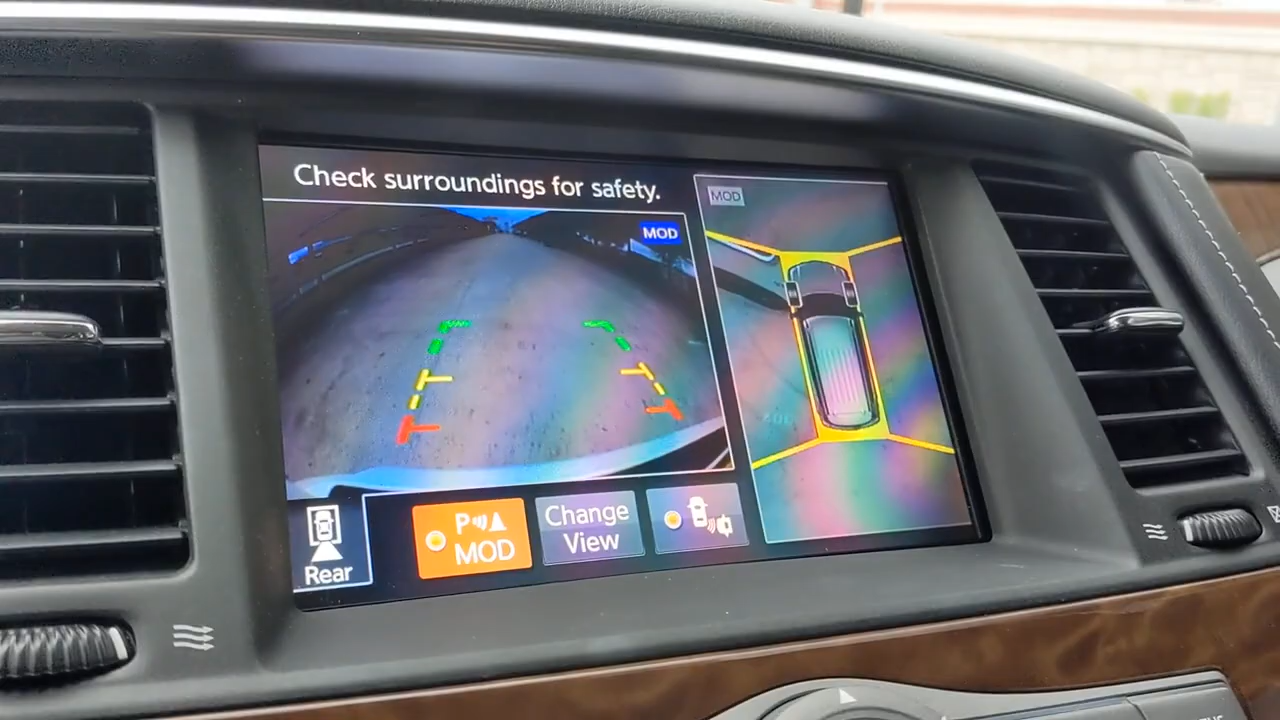 Check surroundings for safety.
MOD
MOD
Rear
P
MOD
Change
View